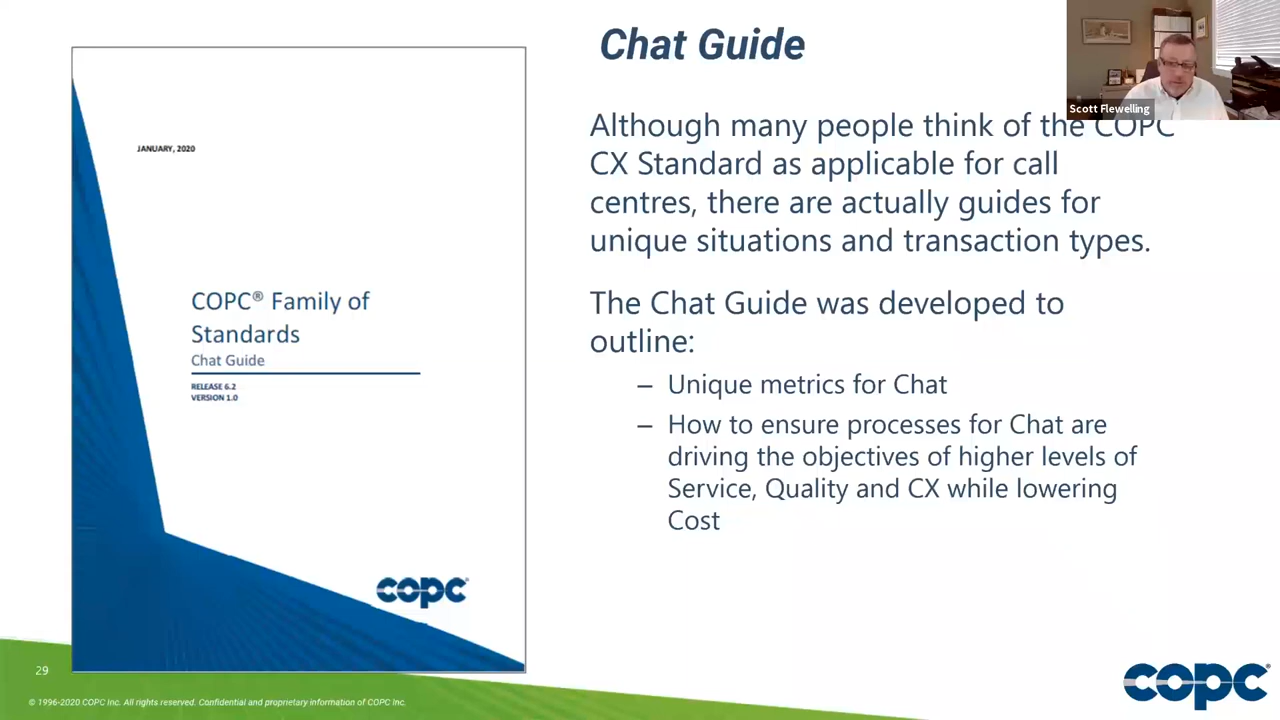 Chat Guide
Scott Flewelling
Although many people think of the COPC
CX Standard as applicable for call
centres, there are actually guides for
unique situations and transaction types.
The Chat Guide was developed to
outline:
– Unique metrics for Chat
– How to ensure processes for Chat are
driving the objectives of higher levels of
Service, Quality and CX while lowering
Cost
JANUARY, 2020
COPC® Family of
Standards
Chat Guide
RELEASE 6.2
VERSION 1.0
copc®
29
© 1996-2020 COPC Inc. All rights reserved. Confidential and proprietary information of COPC Inc.
copc®